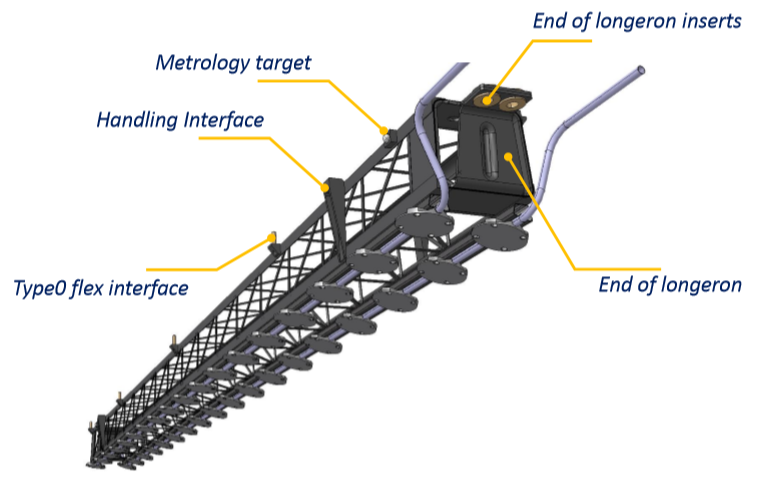 End of longeron inserts
Metrology target
Handling Interface
Type0 flex interface
End of longeron